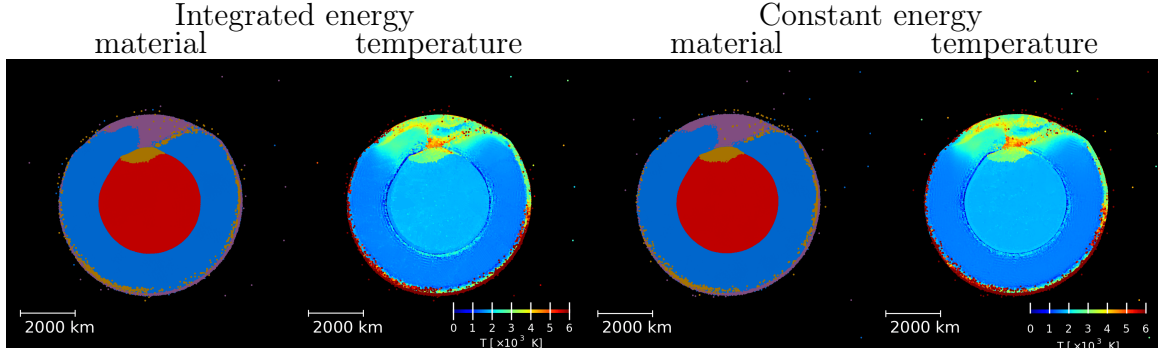 Integrated energy
Constant energy
material
temperature
material
temperature
2000 km
2000 km
0 1 2 3 4 5 6
T [×10³ K]
2000 km
2000 km
0 1 2 3 4 5 6
T [×10³ K]